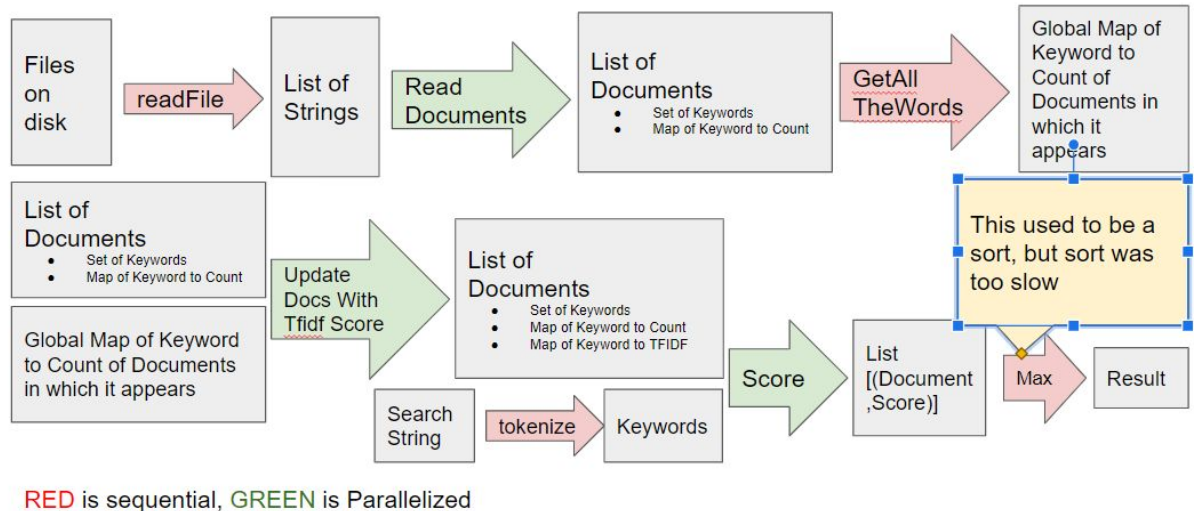 Files
on
disk
readFile
List of
Strings
Read
Documents
List of
Documents
● Set of Keywords
● Map of Keyword to Count
GetAll
TheWords
Global Map of
Keyword to
Count of
Documents in
which it
appears
List of
Documents
● Set of Keywords
● Map of Keyword to Count
Global Map of Keyword
to Count of Documents
in which it appears
Update
Docs With
Tfidf Score
List of
Documents
● Set of Keywords
● Map of Keyword to Count
● Map of Keyword to TFIDF
Search
String
tokenize
Keywords
Score
List
[(Document
,Score)]
This used to be a
sort, but sort was
too slow
Max
Result
RED is sequential, GREEN is Parallelized